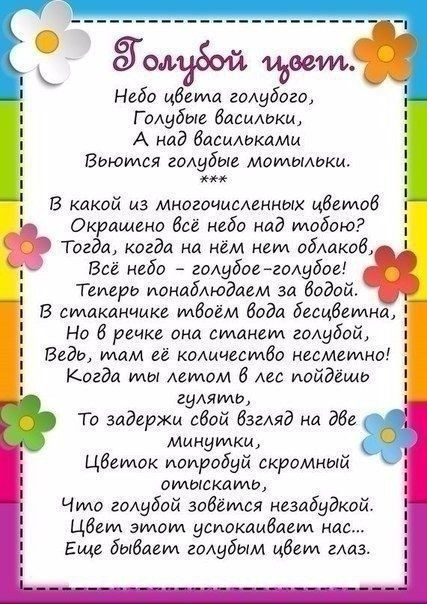 Голубой цвет.
Небо цвета голубого,
Голубые васильки,
А над васильками
Вьются голубые мотыльки.
***
В какой из многочисленных цветов
Окрашено всё небо над тобою?
Тогда, когда на нём нет облаков,
Всё небо - голубое-голубое!
Теперь понаблюдаем за водой.
В стаканчике твоём вода бесцветна,
Но в речке она станет голубой,
Ведь, там её количество несметно!
Когда ты летом в лес пойдёшь
гулять,
То задержи свой взгляд на две
минутки,
Цветок попробуй скромный
отыскать,
Что голубой зовётся незабудкой.
Цвет этот успокаивает нас...
Еще бывает голубым цвет глаз.